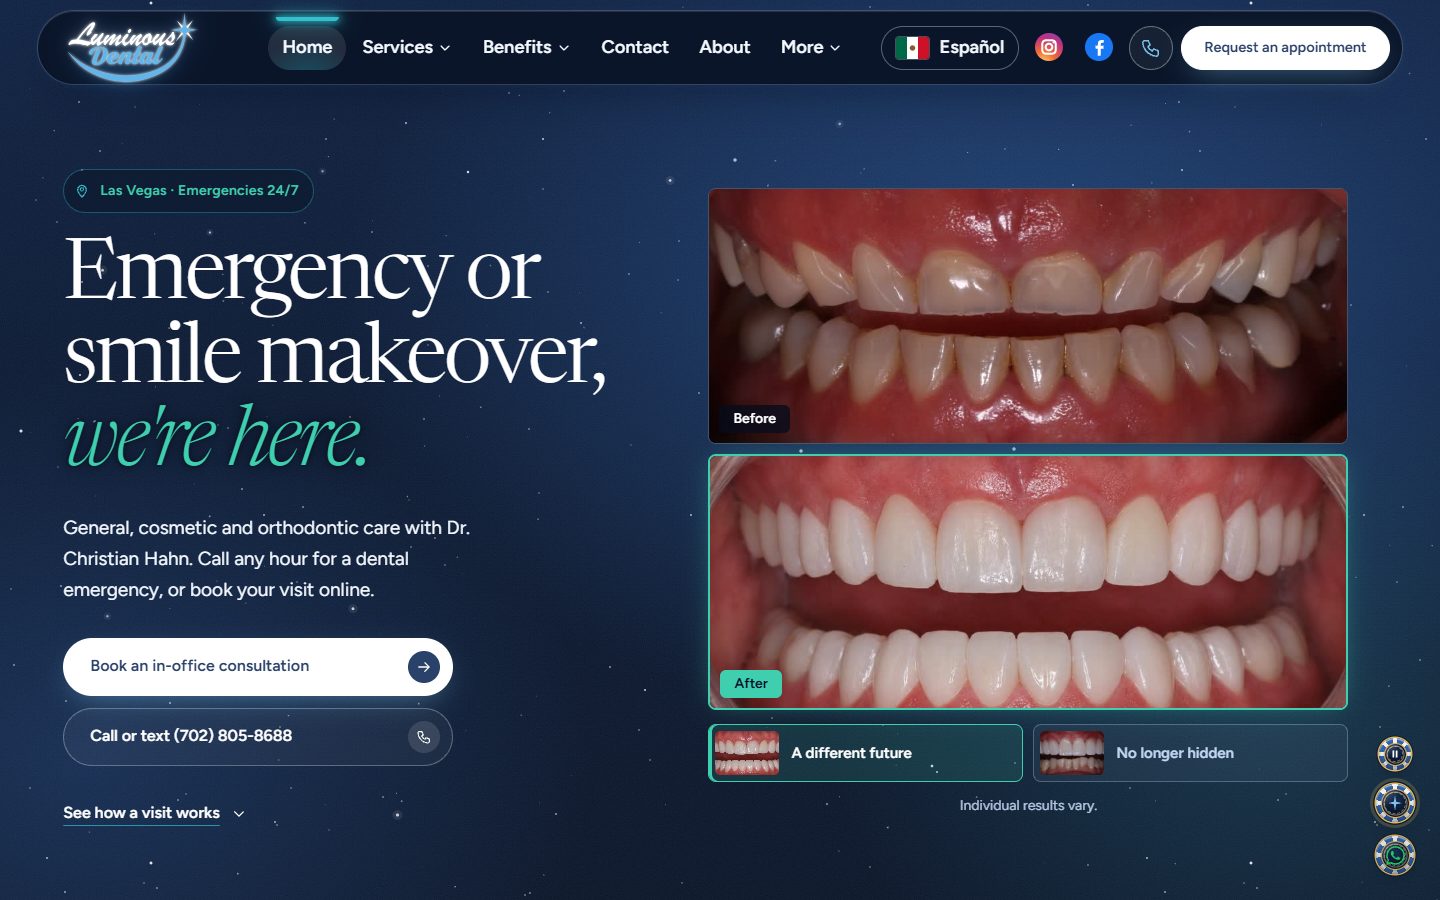 Luminous
Dental
Home
Services
Benefits
Contact
About
More
Español
Request an appointment
Las Vegas · Emergencies 24/7
Emergency or
smile makeover,
we're here.
General, cosmetic and orthodontic care with Dr.
Christian Hahn. Call any hour for a dental
emergency, or book your visit online.
Book an in-office consultation
Call or text (702) 805-8688
See how a visit works
Before
After
A different future
No longer hidden
Individual results vary.